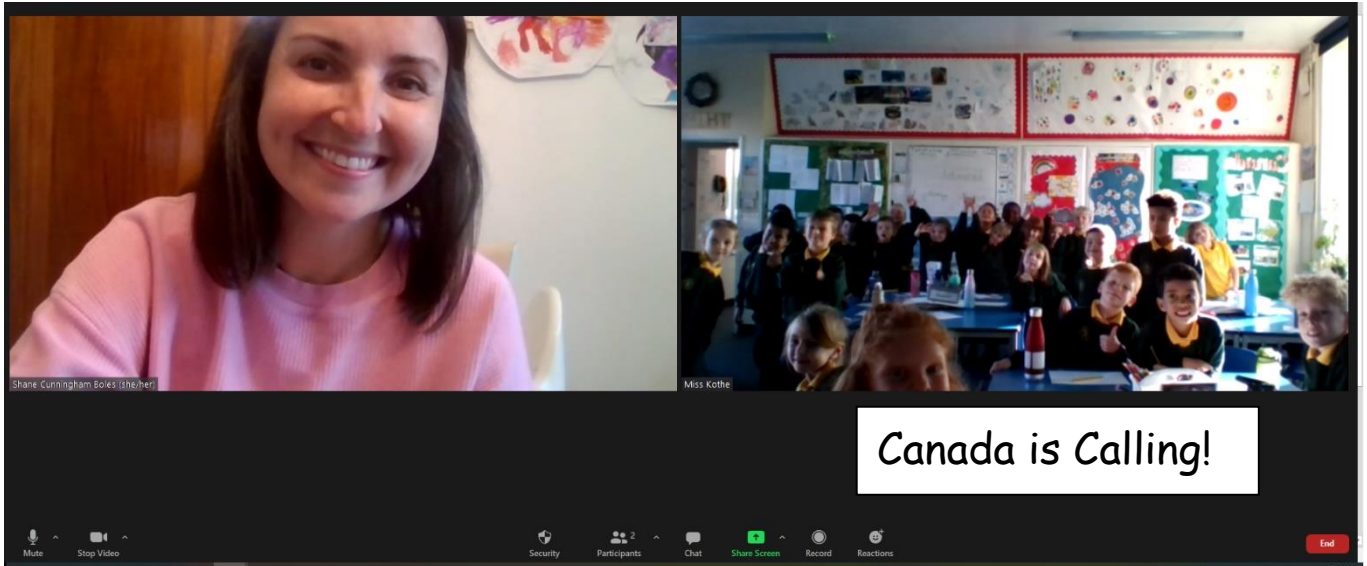 Shane Cunningham Boles (she/her)
Miss Kothe
Canada is Calling!
Mute
Stop Video
Security
Participants
2
Chat
Share Screen
Record
Reactions
End